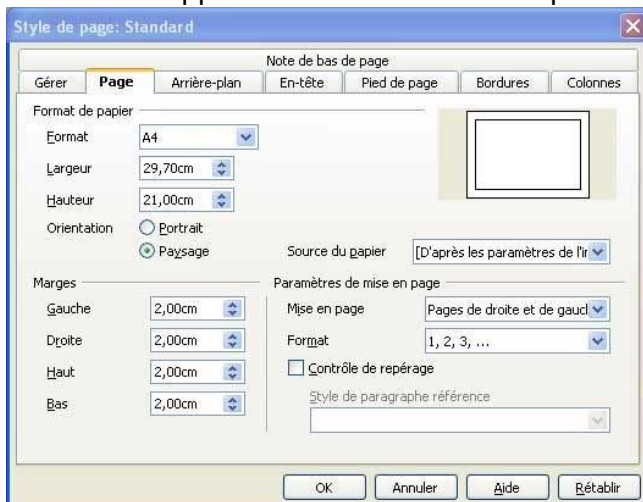 Style de page: Standard
Note de bas de page
Gérer Page Arrière-plan En-tête Pied de page Bordures Colonnes
Format de papier
Format A4
Largeur 29,70cm
Hauteur 21,00cm
Orientation Portrait
Paysage Source du papier [D'après les paramètres de l'ir
Marges Paramètres de mise en page
Gauche 2,00cm Mise en page Pages de droite et de gaucl
Droite 2,00cm Format 1, 2, 3, ...
Haut 2,00cm Contrôle de repérage
Bas 2,00cm Style de paragraphe référence
OK Annuler Aide Rétablir